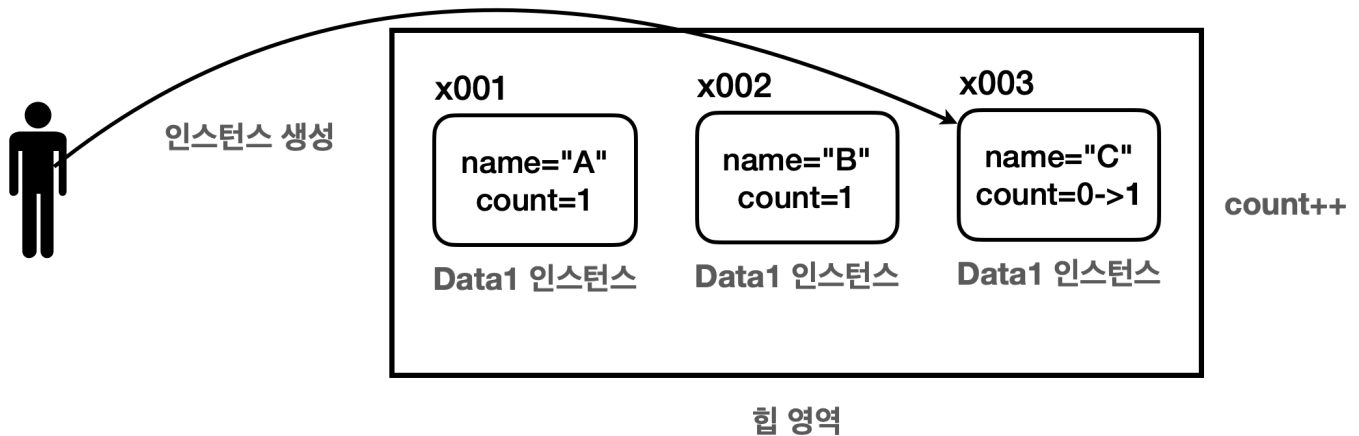 인스턴스 생성
x001
name="A"
count=1
Data1 인스턴스
x002
name="B"
count=1
Data1 인스턴스
x003
name="C"
count=0->1
Data1 인스턴스
count++
힙 영역